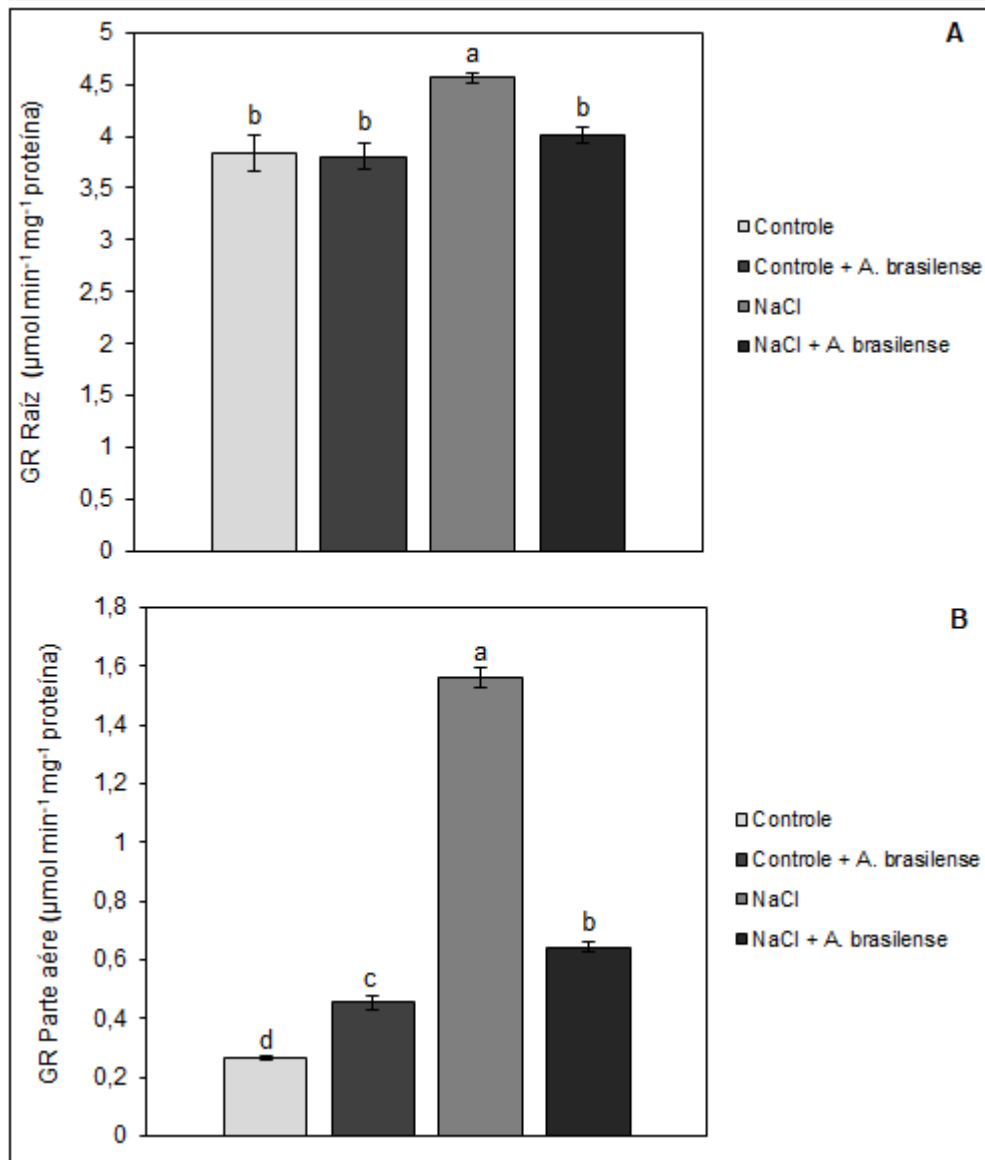 A
GR Raíz (µmol min⁻¹ mg⁻¹ proteína)
5
4,5
4
3,5
3
2,5
2
1,5
1
0,5
0
b
b
a
b
Controle
Controle + A. brasilense
NaCl
NaCl + A. brasilense
B
GR Parte aére (µmol min⁻¹ mg⁻¹ proteína)
1,8
1,6
1,4
1,2
1
0,8
0,6
0,4
0,2
0
d
c
a
b
Controle
Controle + A. brasilense
NaCl
NaCl + A. brasilense